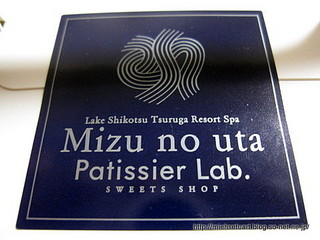 Lake Shikotsu Tsuruga Resort Spa
Mizu no uta
Patissier Lab.
SWEETS SHOP